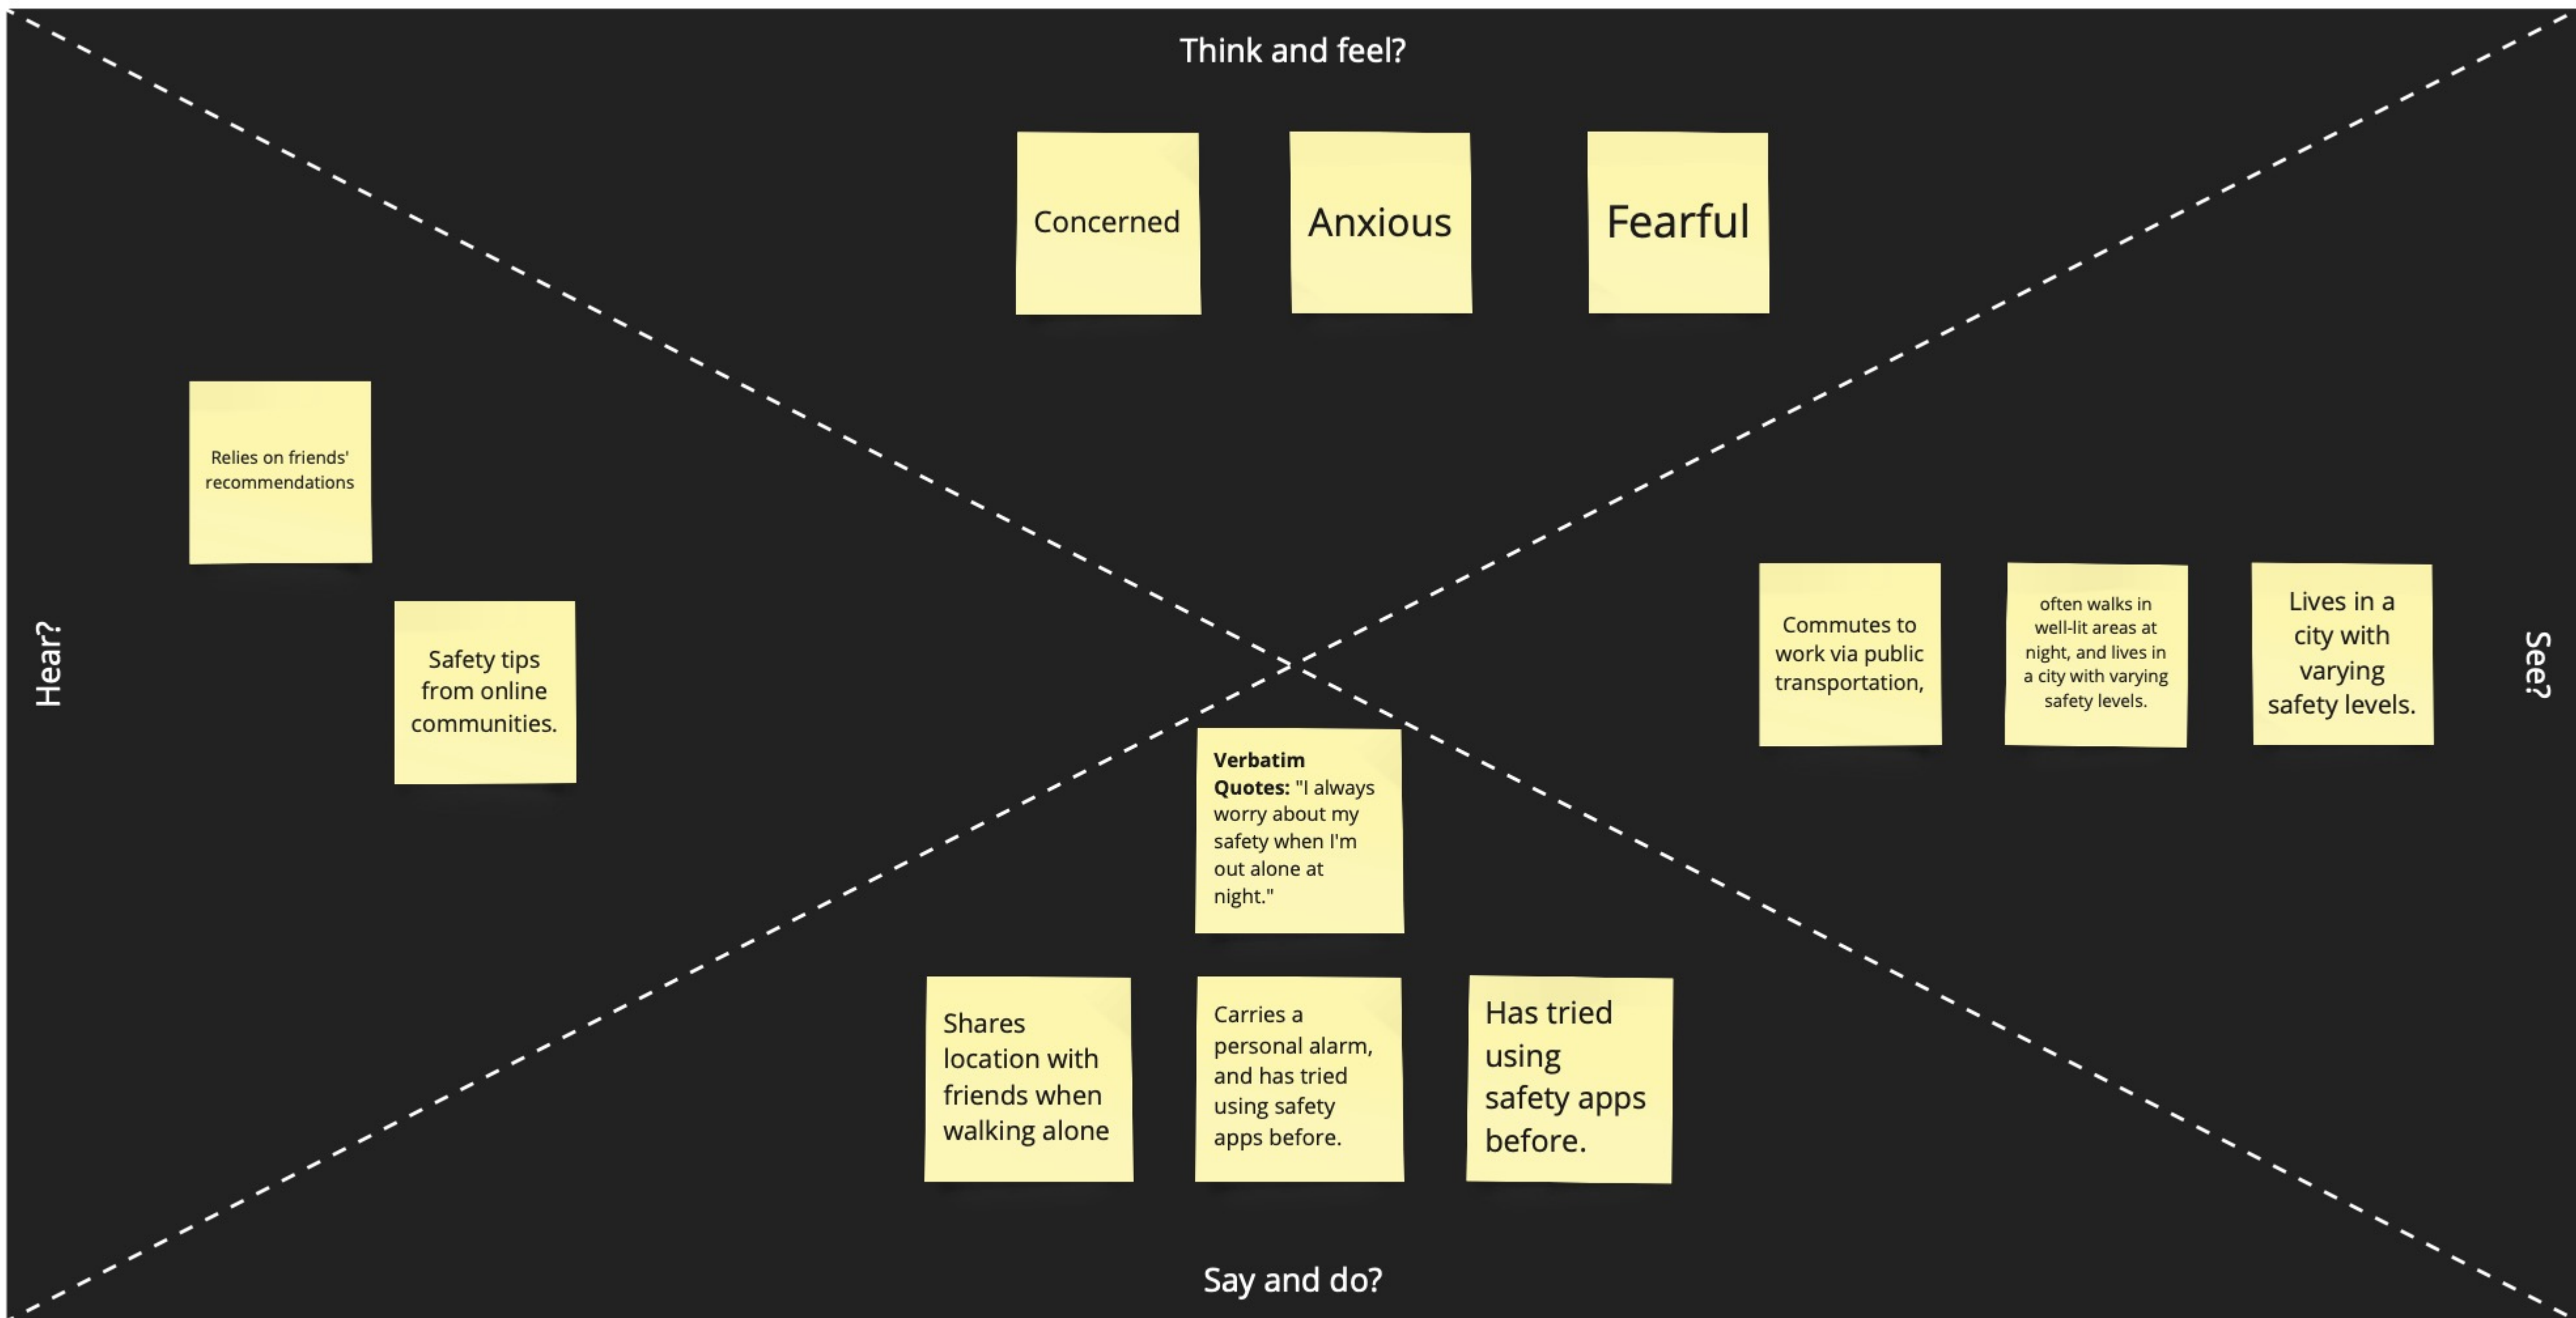 Think and feel?
Concerned
Anxious
Fearful
Hear?
Relies on friends'
recommendations
Safety tips
from online
communities.
Commutes to
work via public
transportation,
often walks in
well-lit areas at
night, and lives in
a city with varying
safety levels.
Lives in a
city with
varying
safety levels.
See?
Verbatim
Quotes: "I always
worry about my
safety when I'm
out alone at
night."
Shares
location with
friends when
walking alone
Carries a
personal alarm,
and has tried
using safety
apps before.
Has tried
using
safety apps
before.
Say and do?